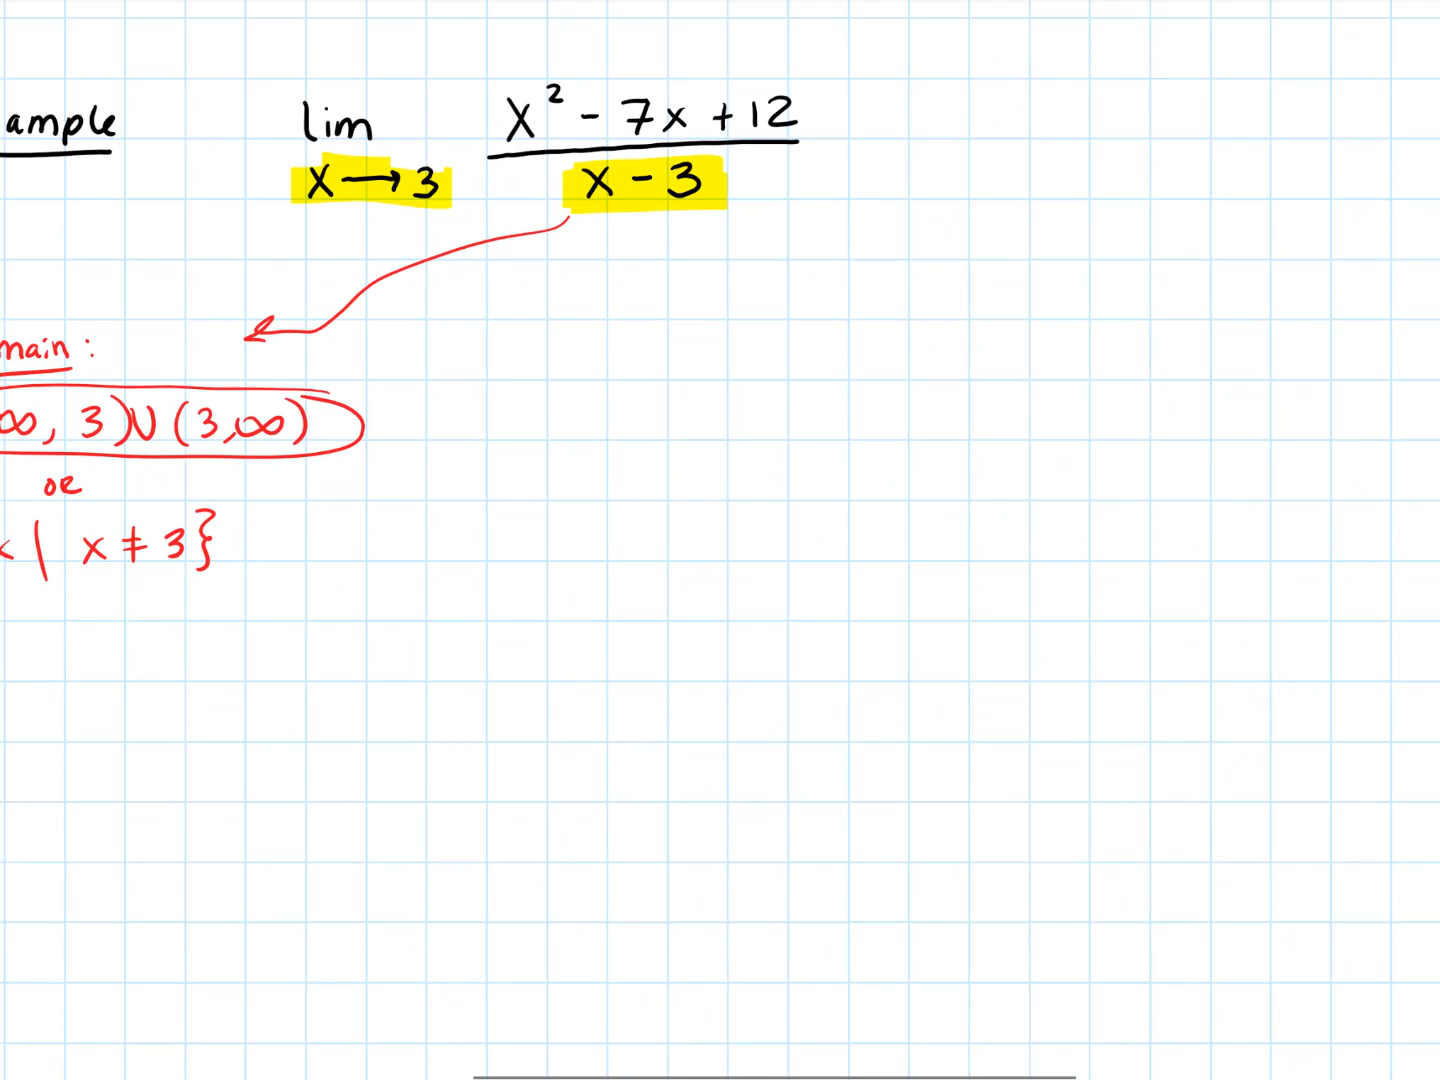 ample
lim x² - 7x + 12
x → 3 x - 3
main :
∞, 3)∪(3,∞)
or
x | x ≠ 3}